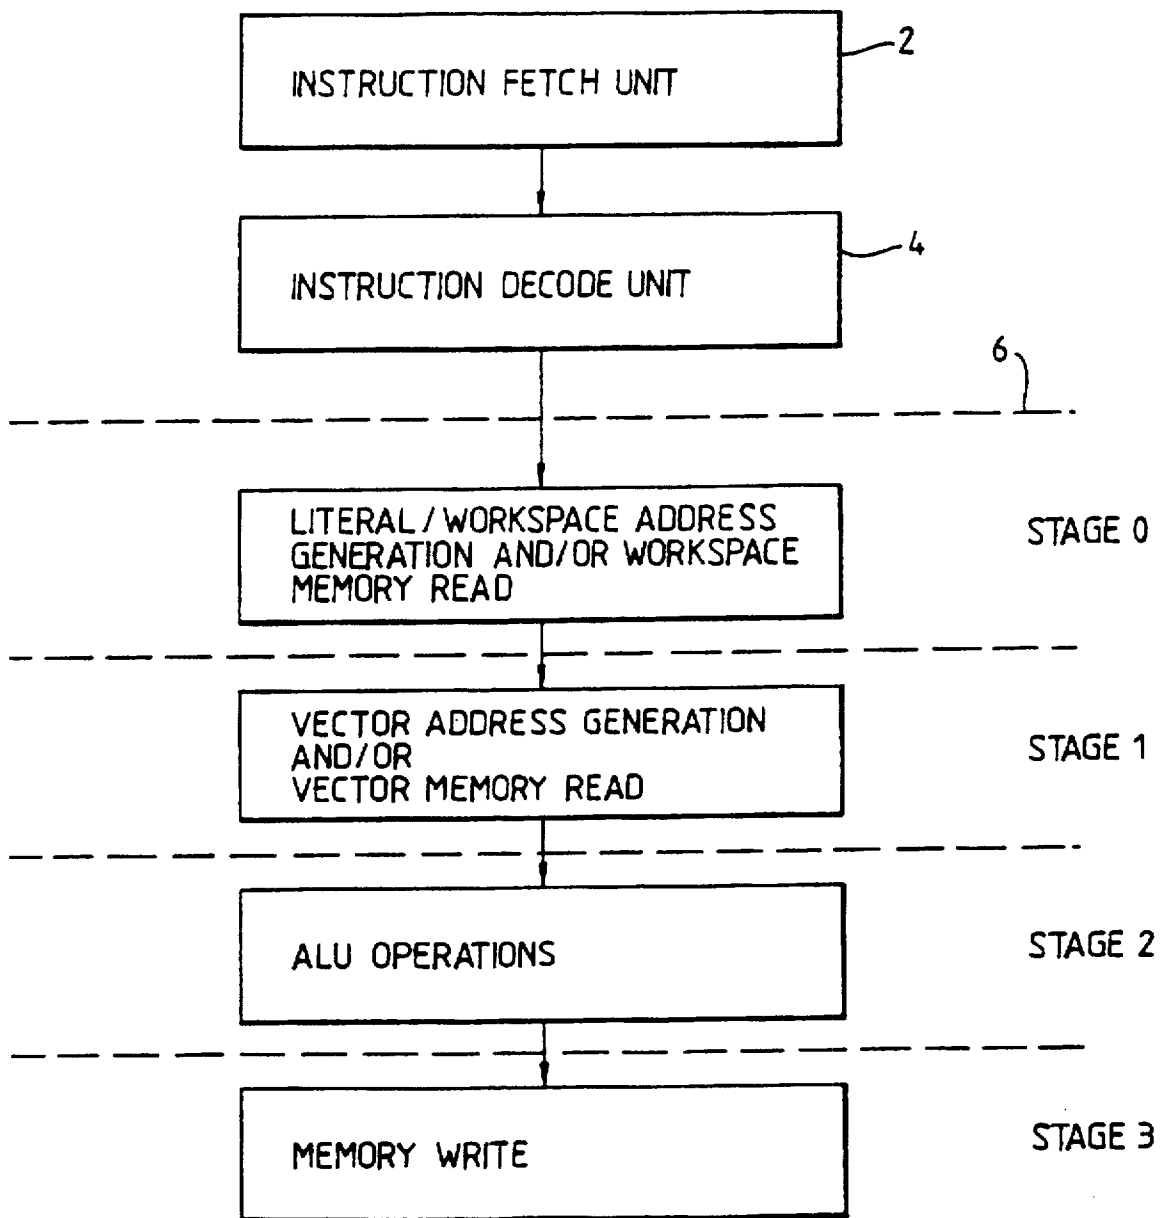 INSTRUCTION FETCH UNIT
2
INSTRUCTION DECODE UNIT
4
6
LITERAL/WORKSPACE ADDRESS
GENERATION AND/OR WORKSPACE
MEMORY READ
STAGE 0
VECTOR ADDRESS GENERATION
AND/OR
VECTOR MEMORY READ
STAGE 1
ALU OPERATIONS
STAGE 2
MEMORY WRITE
STAGE 3